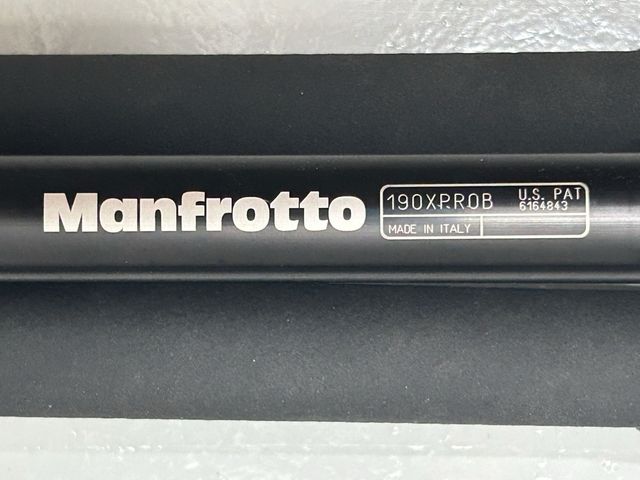 Manfrotto
190XPROB U.S. PAT
6164843
MADE IN ITALY